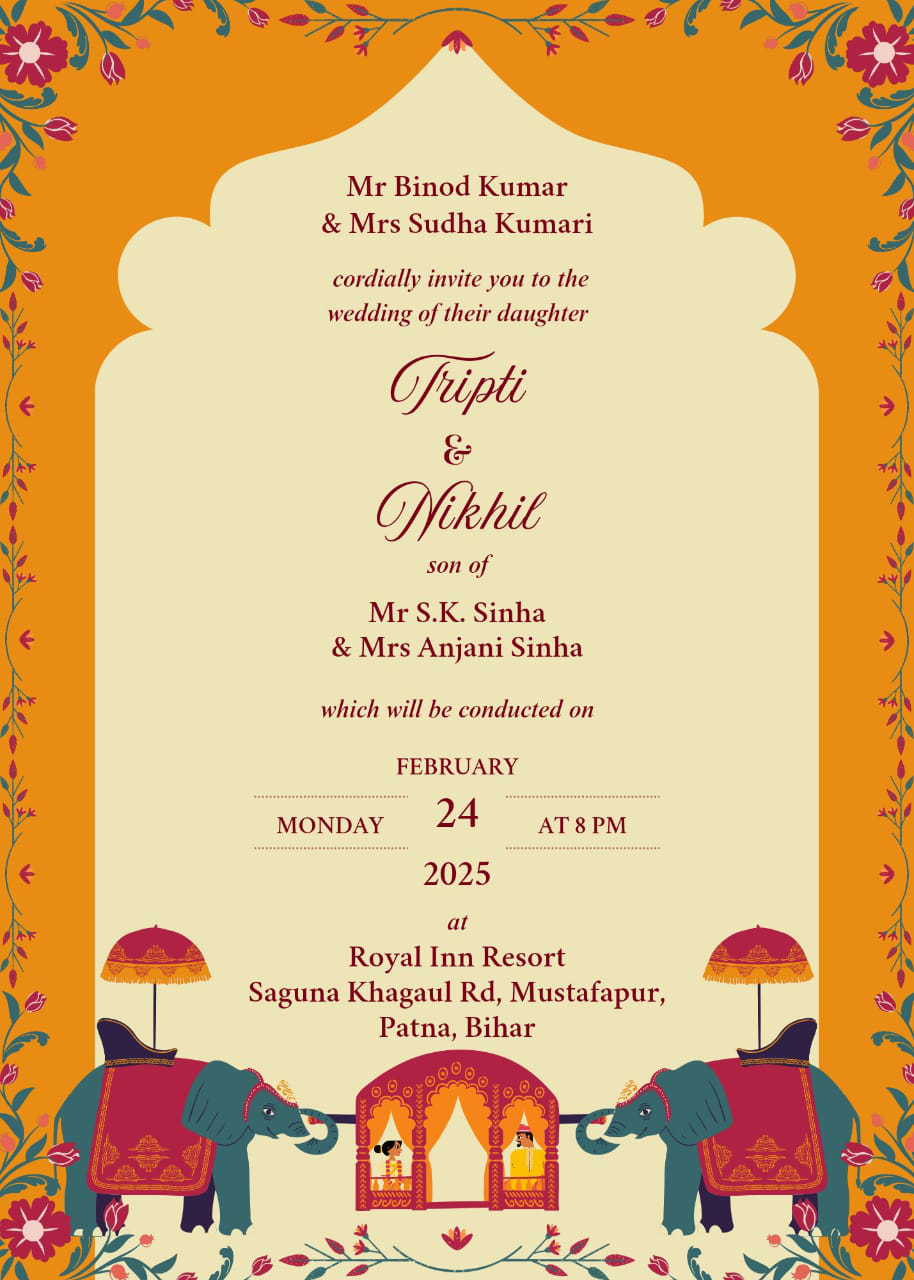 Mr Binod Kumar
& Mrs Sudha Kumari
cordially invite you to the
wedding of their daughter
Tripti
&
Nikhil
son of
Mr S.K. Sinha
& Mrs Anjani Sinha
which will be conducted on
FEBRUARY
MONDAY 24 AT 8 PM
2025
at
Royal Inn Resort
Saguna Khagaul Rd, Mustafapur,
Patna, Bihar